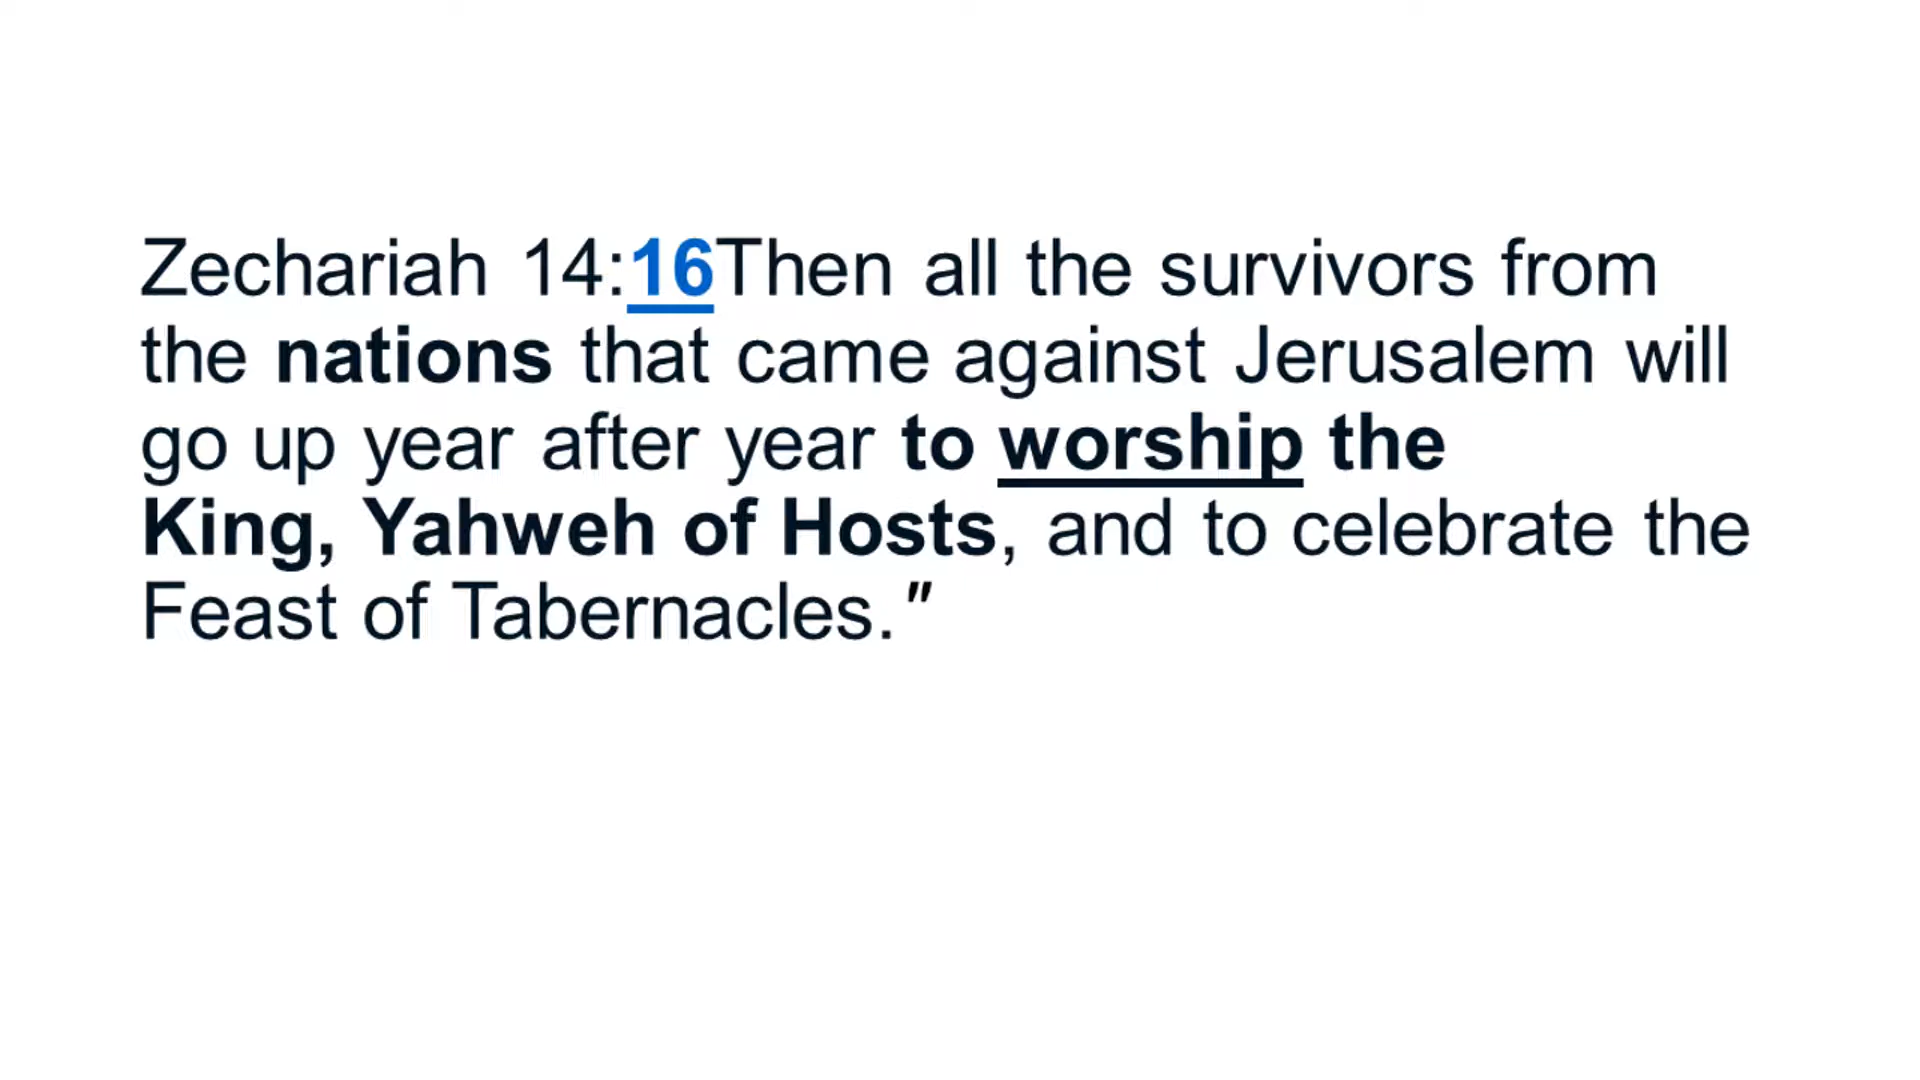 Zechariah 14:16Then all the survivors from
the nations that came against Jerusalem will
go up year after year to worship the
King, Yahweh of Hosts, and to celebrate the
Feast of Tabernacles."